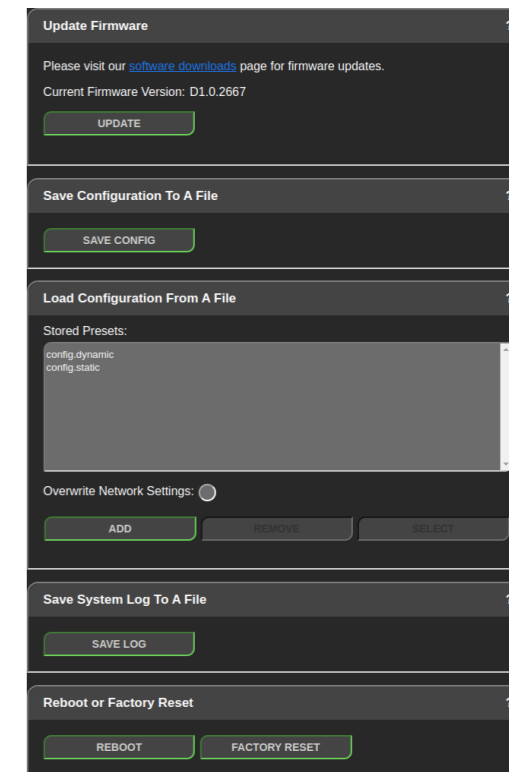 Update Firmware ?
Please visit our software downloads page for firmware updates.
Current Firmware Version: D1.0.2667
UPDATE
Save Configuration To A File ?
SAVE CONFIG
Load Configuration From A File ?
Stored Presets:
config.dynamic
config.static
Overwrite Network Settings:
ADD REMOVE SELECT
Save System Log To A File ?
SAVE LOG
Reboot or Factory Reset ?
REBOOT FACTORY RESET